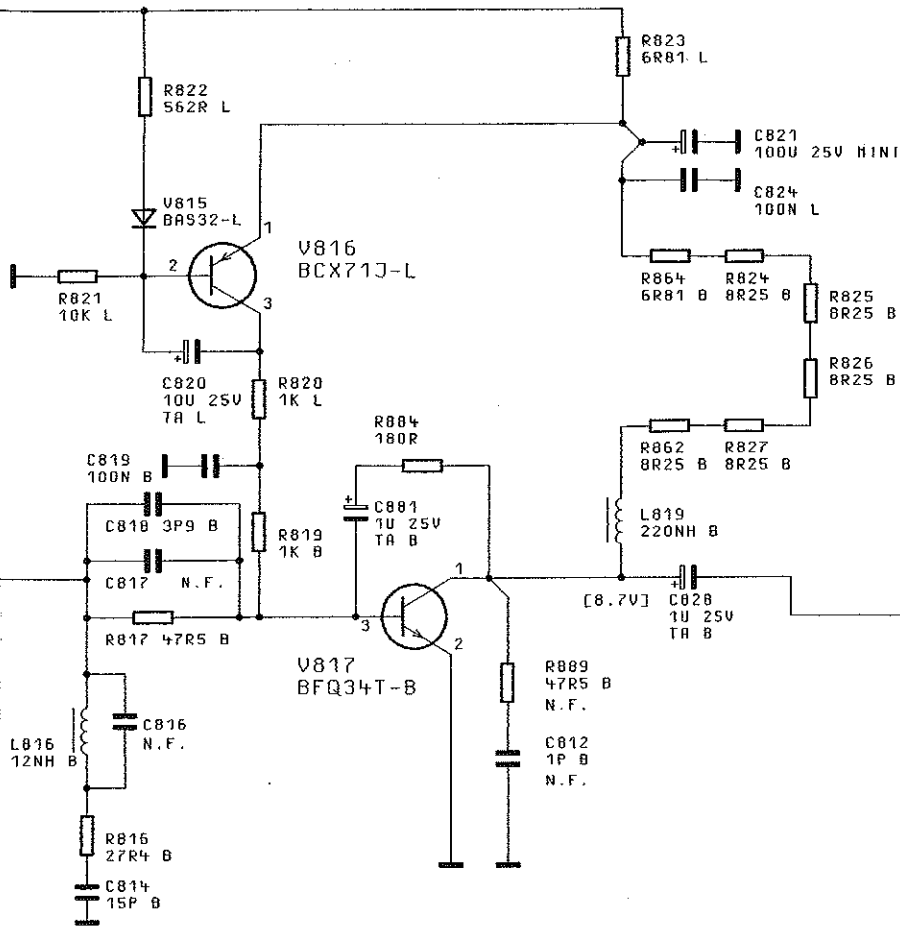 R823
6R81 L
R822
562R L
C821
100U 25V MINI
C824
100N L
V815
BAS32-L
1
V816
BCX71J-L
2
3
R821
10K L
R864
6R81 B
R824
8R25 B
R825
8R25 B
R826
8R25 B
C820
10U 25V
TA L
R820
1K L
R884
180R
R862
8R25 B
R827
8R25 B
C819
100N B
C881
1U 25V
TA B
C818 3P9 B
R819
1K B
L819
220NH B
C817 N.F.
1
[8.7V]
C828
1U 25V
TA B
R817 47R5 B
3
2
V817
BFQ34T-B
R889
47R5 B
N.F.
C816
N.F.
L816
12NH B
C812
1P B
N.F.
R816
27R4 B
C814
15P B